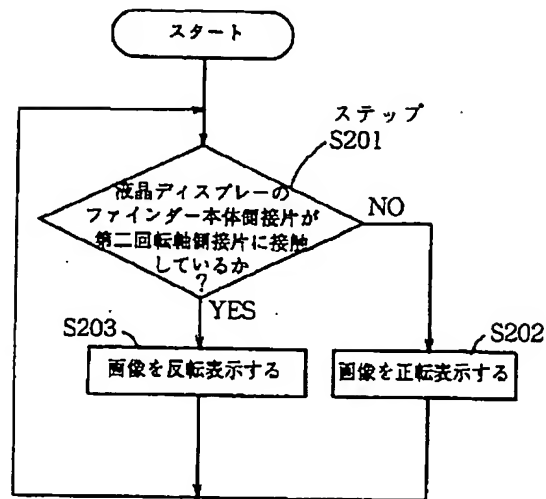 スタート
ステップ
S201
液晶ディスプレーの
ファインダー本体側接片が
第二回転軸側接片に接触
しているか
?
NO
YES
S203
S202
画像を反転表示する
画像を正転表示する